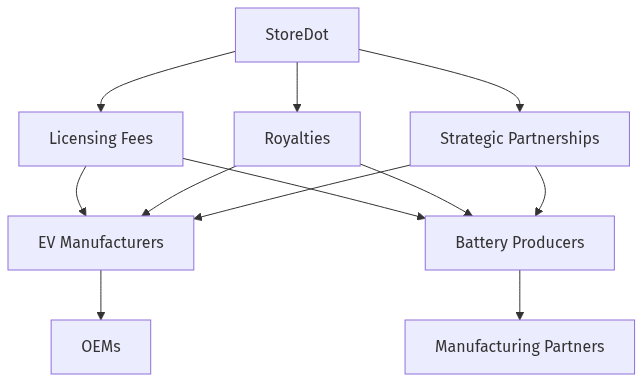 StoreDot
Licensing Fees
Royalties
Strategic Partnerships
EV Manufacturers
Battery Producers
OEMs
Manufacturing Partners